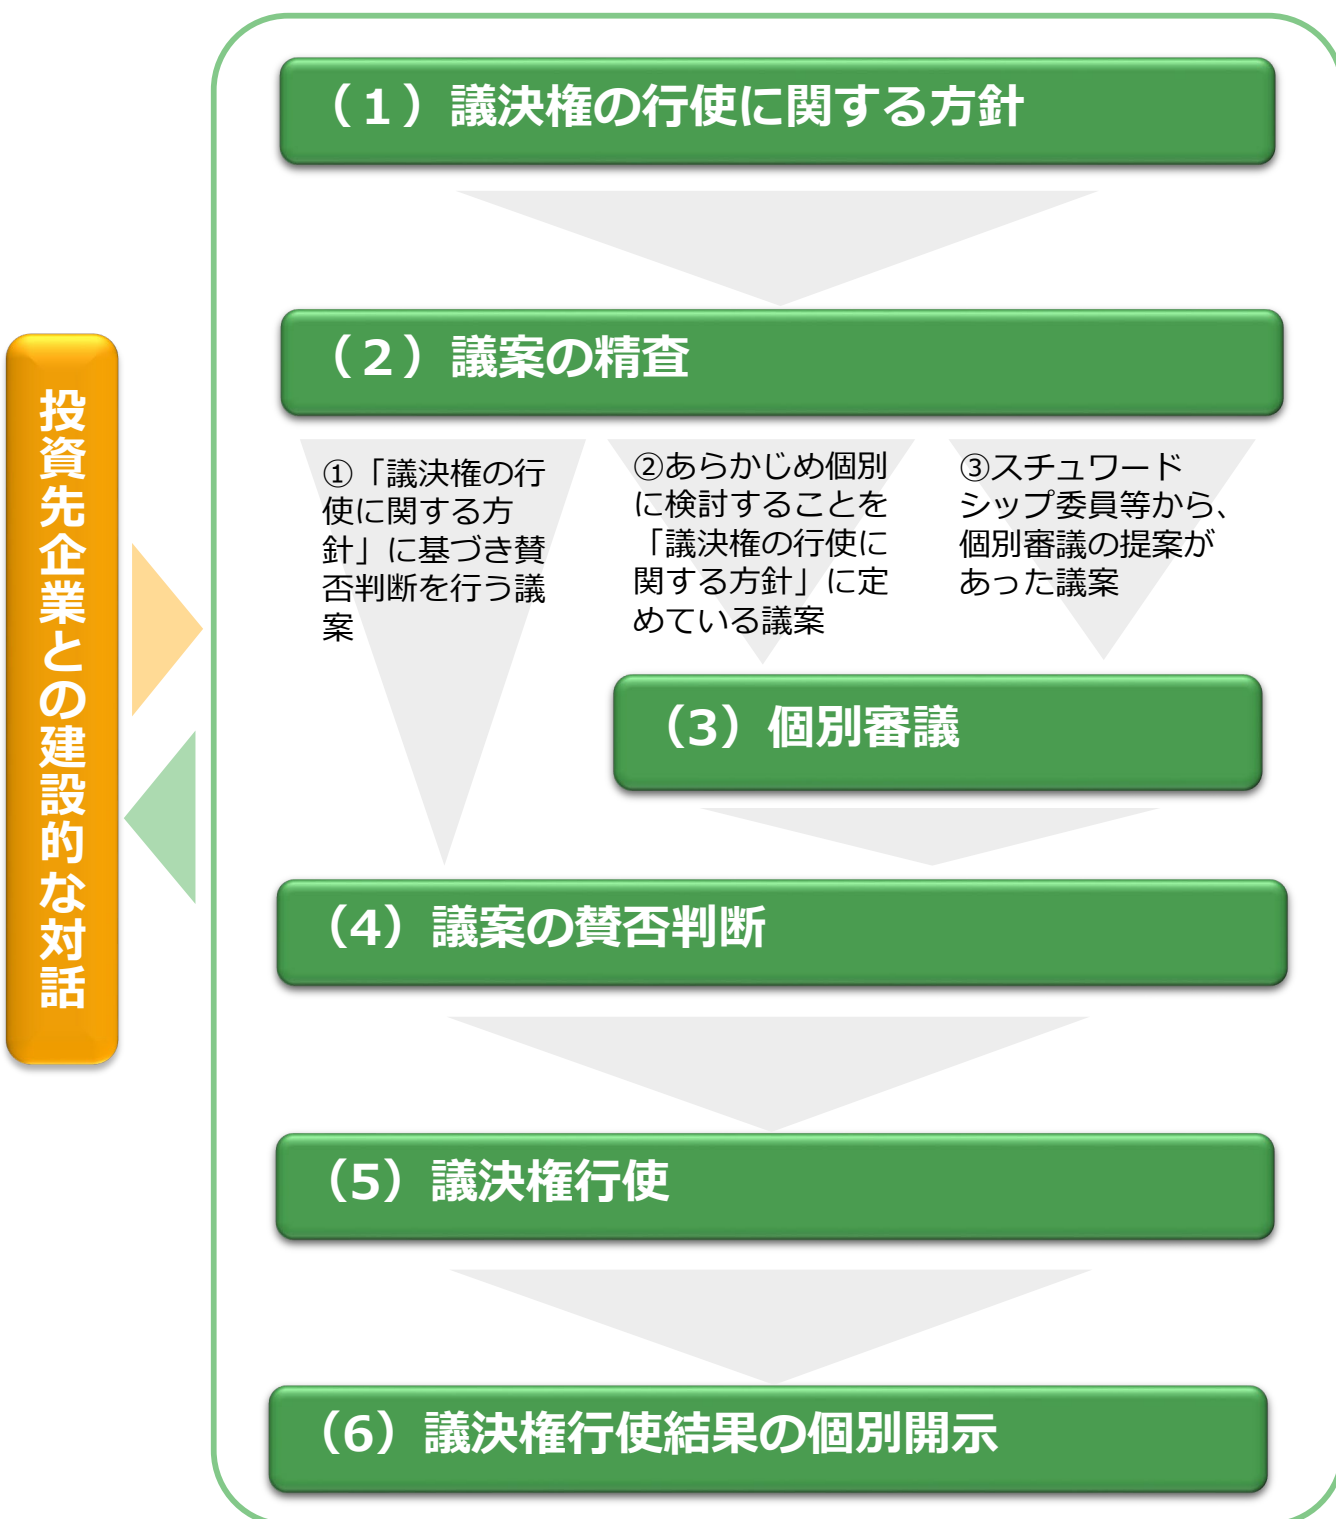 投資先企業との建設的な対話
（１）議決権の行使に関する方針
（２）議案の精査
①「議決権の行
使に関する方
針」に基づき賛
否判断を行う議
案
②あらかじめ個別
に検討することを
「議決権の行使に
関する方針」に定
めている議案
③スチュワード
シップ委員等から、
個別審議の提案が
あった議案
（3）個別審議
（4）議案の賛否判断
（5）議決権行使
（6）議決権行使結果の個別開示